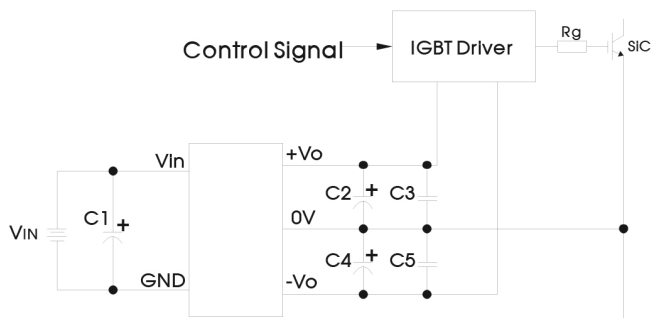 Rg
Control Signal
IGBT Driver
SIC
Vin
+Vo
C2 +
C3
C1 +
VIN
0V
C4 +
C5
GND
-Vo